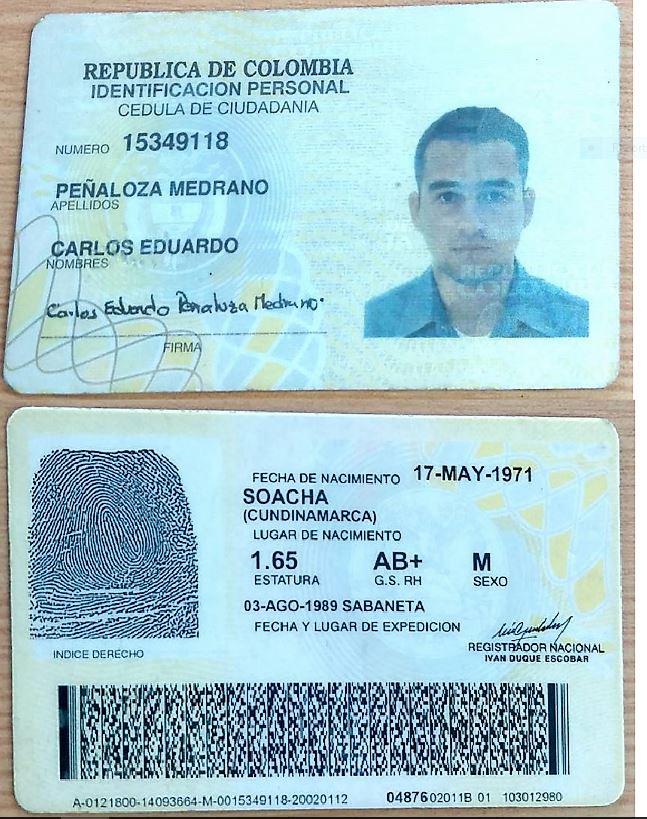 REPUBLICA DE COLOMBIA
IDENTIFICACION PERSONAL
CEDULA DE CIUDADANIA
NUMERO 15349118
PEÑALOZA MEDRANO
APELLIDOS
CARLOS EDUARDO
NOMBRES
Carlos Eduardo Peñaloza Medrano
FIRMA
FECHA DE NACIMIENTO 17-MAY-1971
SOACHA
(CUNDINAMARCA)
LUGAR DE NACIMIENTO
1.65 AB+ M
ESTATURA G.S. RH SEXO
03-AGO-1989 SABANETA
FECHA Y LUGAR DE EXPEDICION
REGISTRADOR NACIONAL
IVAN DUQUE ESCOBAR
INDICE DERECHO
A-0121800-14093664-M-0015349118-20020112 04876 02011B 01 103012980